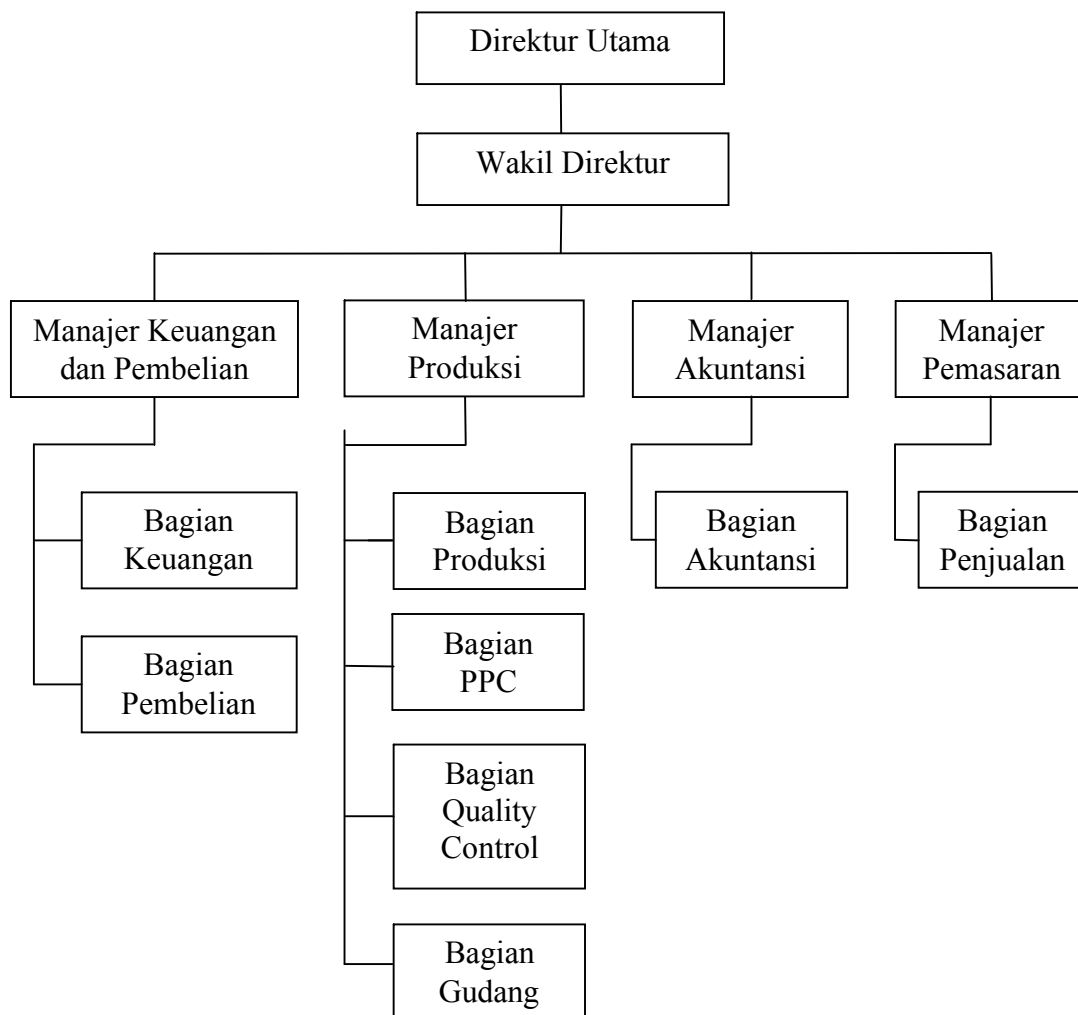 Direktur Utama
Wakil Direktur
Manajer Keuangan
dan Pembelian
Manajer
Produksi
Manajer
Akuntansi
Manajer
Pemasaran
Bagian
Keuangan
Bagian
Pembelian
Bagian
Produksi
Bagian
PPC
Bagian
Quality
Control
Bagian
Gudang
Bagian
Akuntansi
Bagian
Penjualan